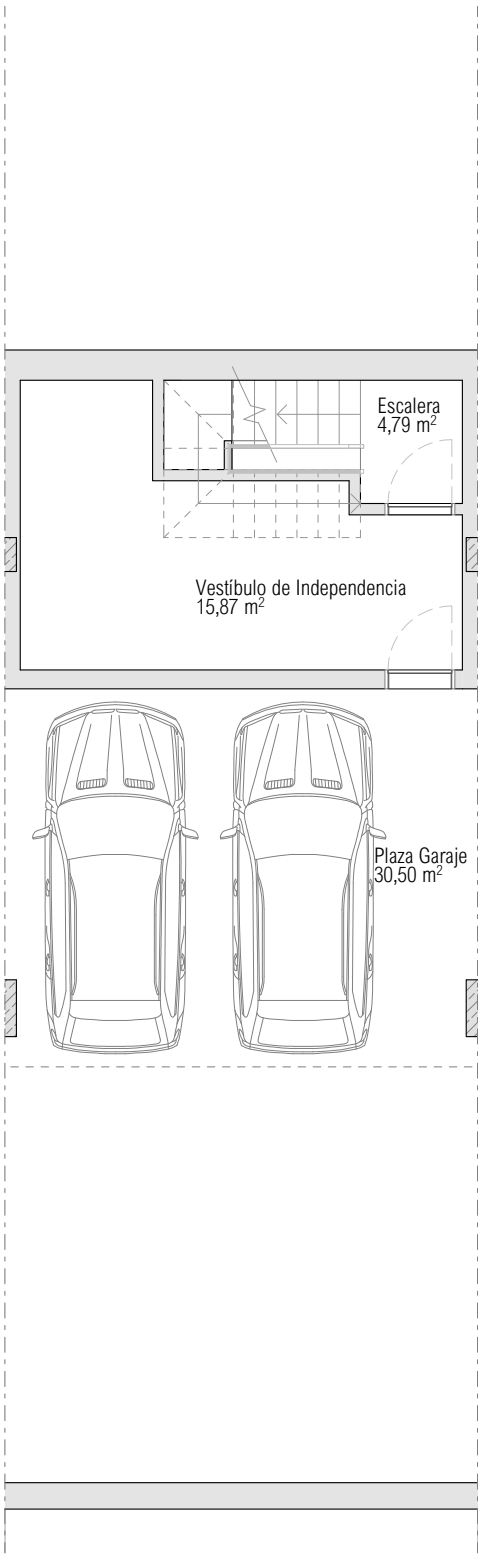 Escalera
4,79 m²
Vestíbulo de Independencia
15,87 m²
Plaza Garaje
30,50 m²